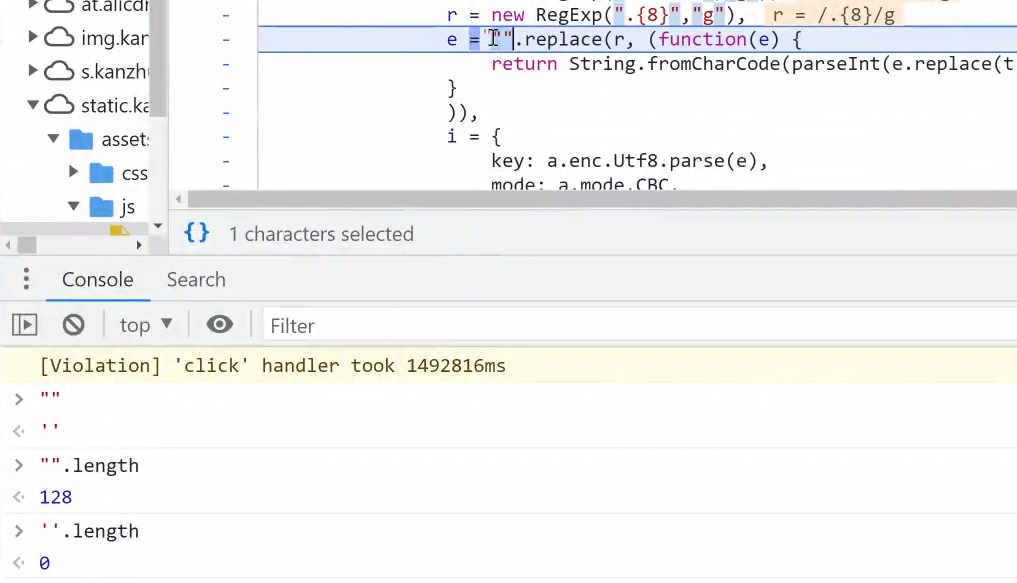 at.alicdn
r = new RegExp(".{8}","g"), r = /.{8}/g
img.kan
e ="".replace(r, (function(e) {
s.kanzhu
return String.fromCharCode(parseInt(e.replace(t
static.ka
}
)),
assets
i = {
css
key: a.enc.Utf8.parse(e),
mode: a.mode.CBC,
js
{} 1 characters selected
Console Search
top Filter
[Violation] 'click' handler took 1492816ms
> ""
<· ''
> "".length
<· 128
> ''.length
<· 0